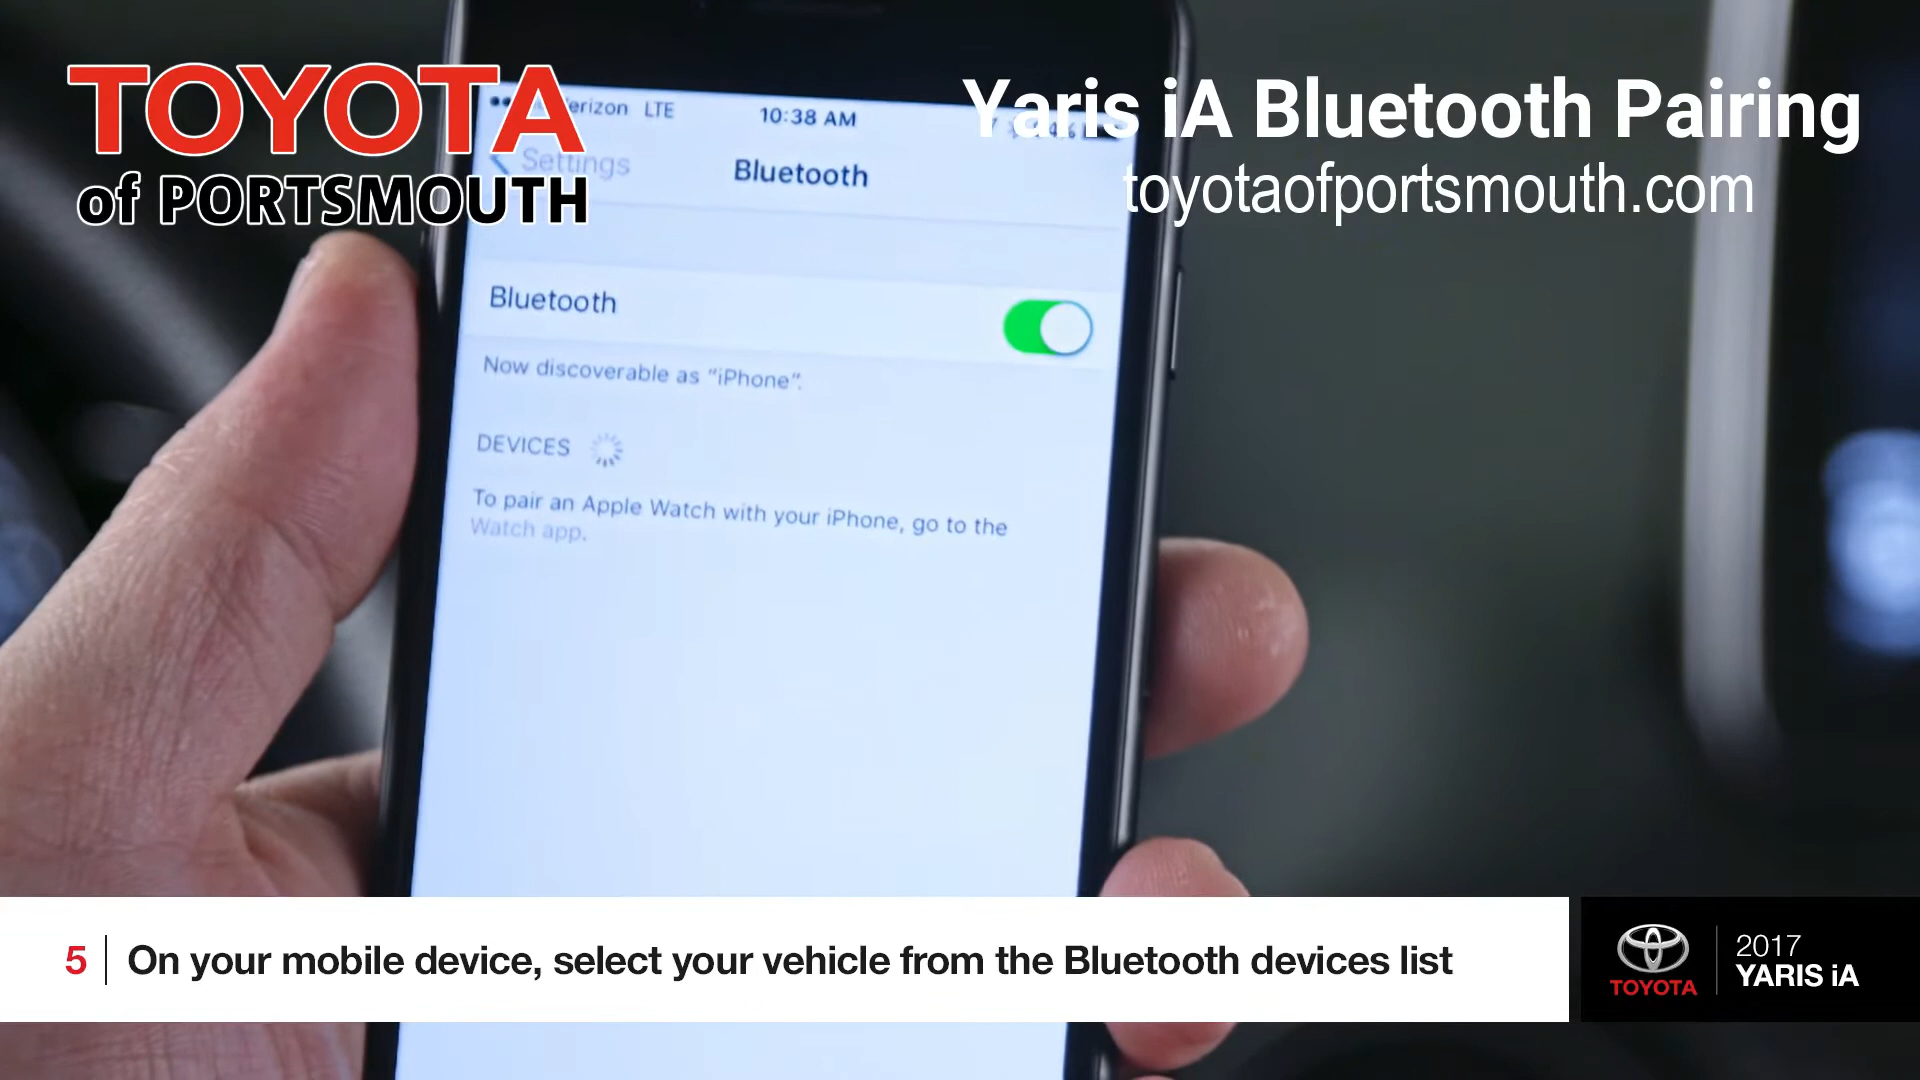 TOYOTA
of PORTSMOUTH
Yaris iA Bluetooth Pairing
toyotaofportsmouth.com
LTE
10:38 AM
Settings
Bluetooth
Bluetooth
Now discoverable as “iPhone”.
DEVICES
To pair an Apple Watch with your iPhone, go to the
Watch app.
5 On your mobile device, select your vehicle from the Bluetooth devices list
TOYOTA
2017
YARIS iA